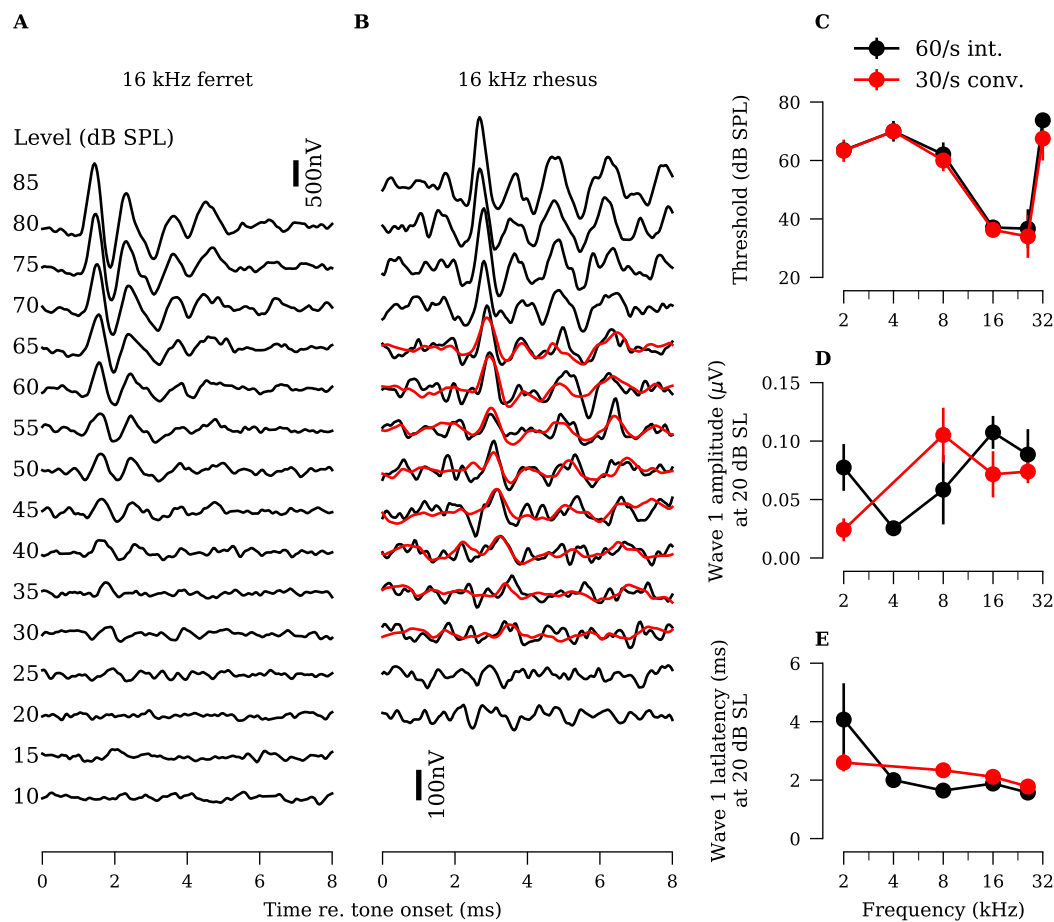 A
B
C
60/s int.
30/s conv.
16 kHz ferret
16 kHz rhesus
Level (dB SPL)
500nV
85
80
75
70
65
60
55
50
45
40
35
30
25
20
15
10
100nV
0 2 4 6 8
0 2 4 6 8
Time re. tone onset (ms)
Threshold (dB SPL)
80
60
40
20
2 4 8 16 32
D
Wave 1 amplitude (μV)
at 20 dB SL
0.15
0.10
0.05
0.00
2 4 8 16 32
E
Wave 1 latlatency (ms)
at 20 dB SL
6
4
2
0
2 4 8 16 32
Frequency (kHz)